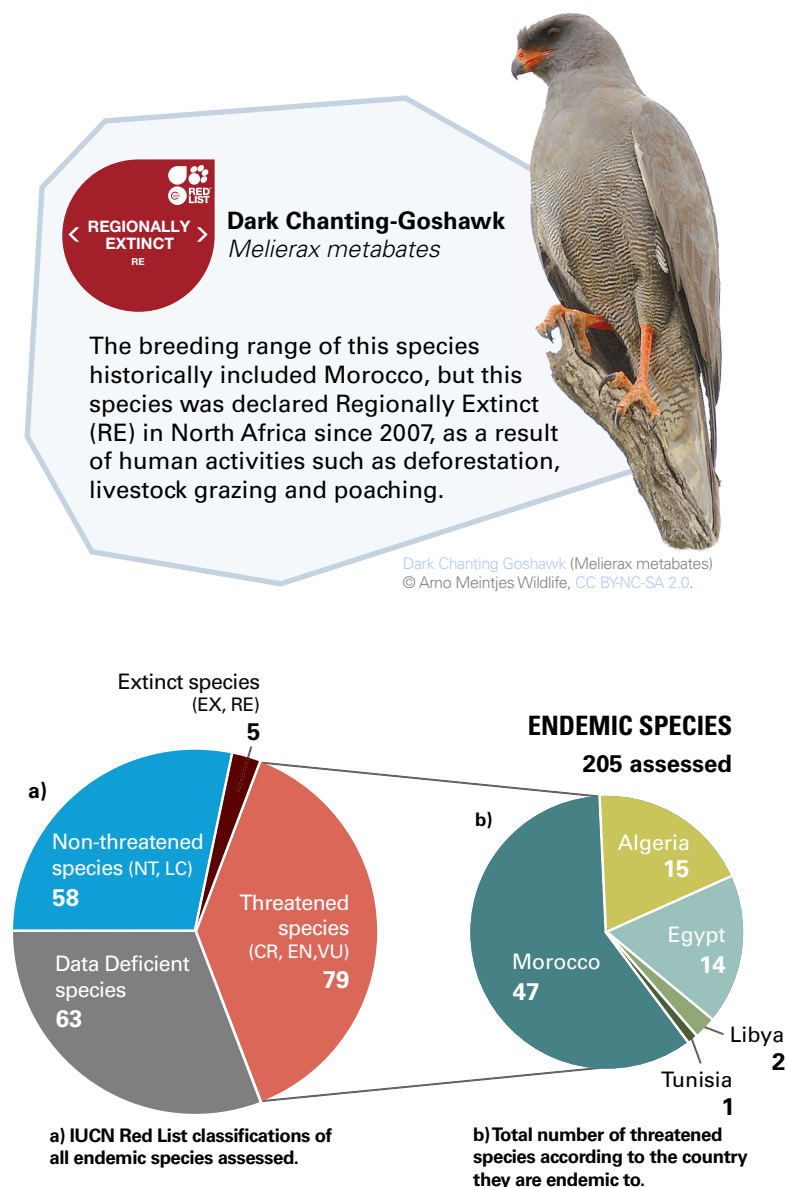 RED
LIST
REGIONALLY
EXTINCT
RE
Dark Chanting-Goshawk
Melierax metabates
The breeding range of this species
historically included Morocco, but this
species was declared Regionally Extinct
(RE) in North Africa since 2007, as a result
of human activities such as deforestation,
livestock grazing and poaching.
Dark Chanting Goshawk (Melierax metabates)
© Arno Meintjes Wildlife, CC BY-NC-SA 2.0.
ENDEMIC SPECIES
205 assessed
a)
Extinct species
(EX, RE)
5
Non-threatened
species (NT, LC)
58
Threatened
species
(CR, EN,VU)
79
Data Deficient
species
63
b)
Algeria
15
Egypt
14
Morocco
47
Libya
2
Tunisia
1
a) IUCN Red List classifications of
all endemic species assessed.
b) Total number of threatened
species according to the country
they are endemic to.